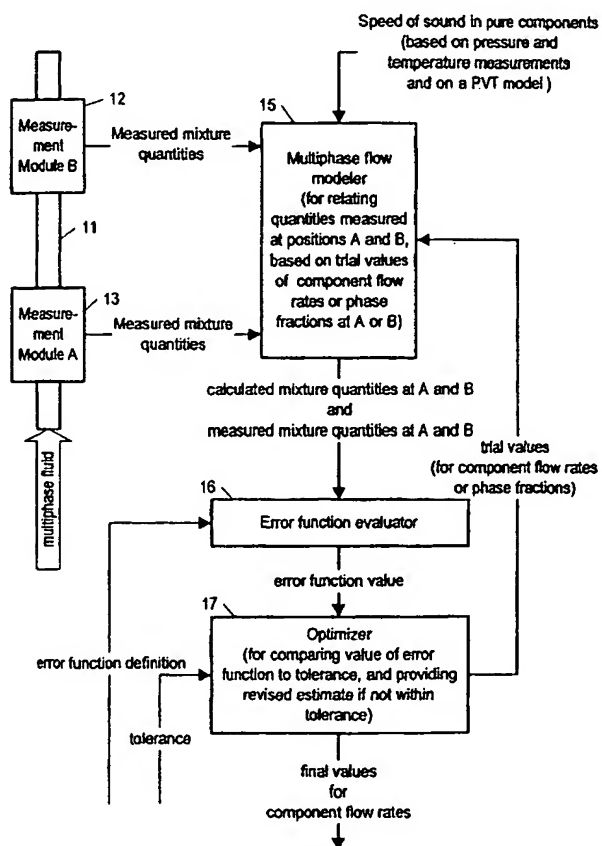 Speed of sound in pure components
(based on pressure and
temperature measurements
and on a PVT model)
12
15
Measure-
ment
Module B
Measured mixture
quantities
Multiphase flow
modeler
(for relating
quantities measured
at positions A and B,
based on trial values
of component flow
rates or phase
fractions at A or B)
11
13
Measure-
ment
Module A
Measured mixture
quantities
calculated mixture quantities at A and B
and
measured mixture quantities at A and B
trial values
(for component flow rates
or phase fractions)
multiphase fluid
16
Error function evaluator
error function value
17
Optimizer
(for comparing value of error
function to tolerance, and providing
revised estimate if not within
tolerance)
error function definition
tolerance
final values
for
component flow rates